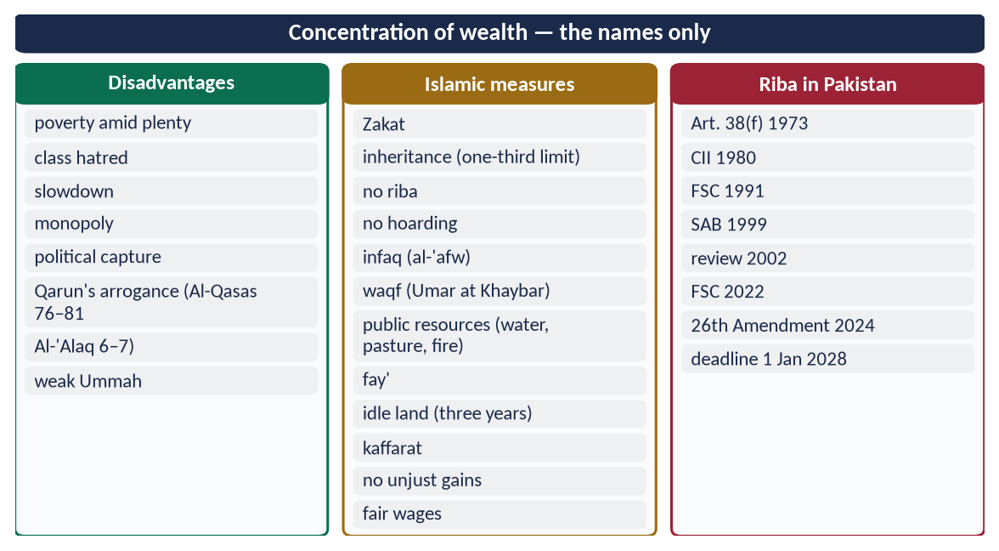 Concentration of wealth — the names only
Disadvantages
poverty amid plenty
class hatred
slowdown
monopoly
political capture
Qarun's arrogance (Al-Qasas
76–81
Al-'Alaq 6–7)
weak Ummah
Islamic measures
Zakat
inheritance (one-third limit)
no riba
no hoarding
infaq (al-'afw)
waqf (Umar at Khaybar)
public resources (water,
pasture, fire)
fay'
idle land (three years)
kaffarat
no unjust gains
fair wages
Riba in Pakistan
Art. 38(f) 1973
CII 1980
FSC 1991
SAB 1999
review 2002
FSC 2022
26th Amendment 2024
deadline 1 Jan 2028